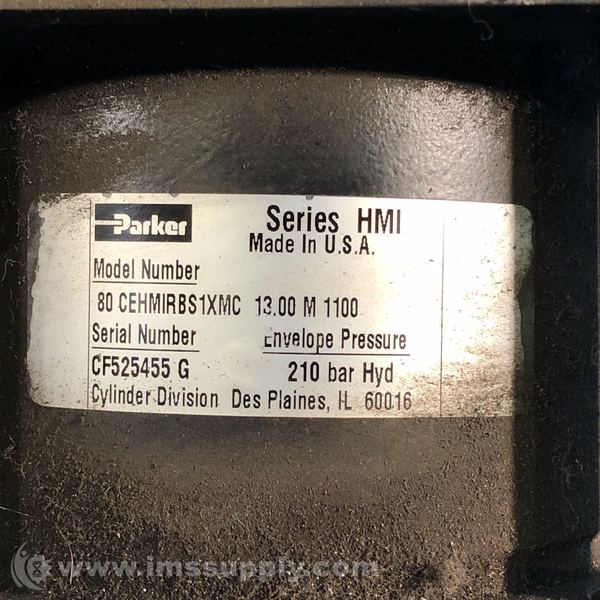 Parker
Series HMI
Made In U.S.A.
Model Number
80 CEHMIRBS1XMC 13.00 M 1100
Serial Number Envelope Pressure
CF525455 G 210 bar Hyd
Cylinder Division Des Plaines, IL 60016
www.imssupply.com